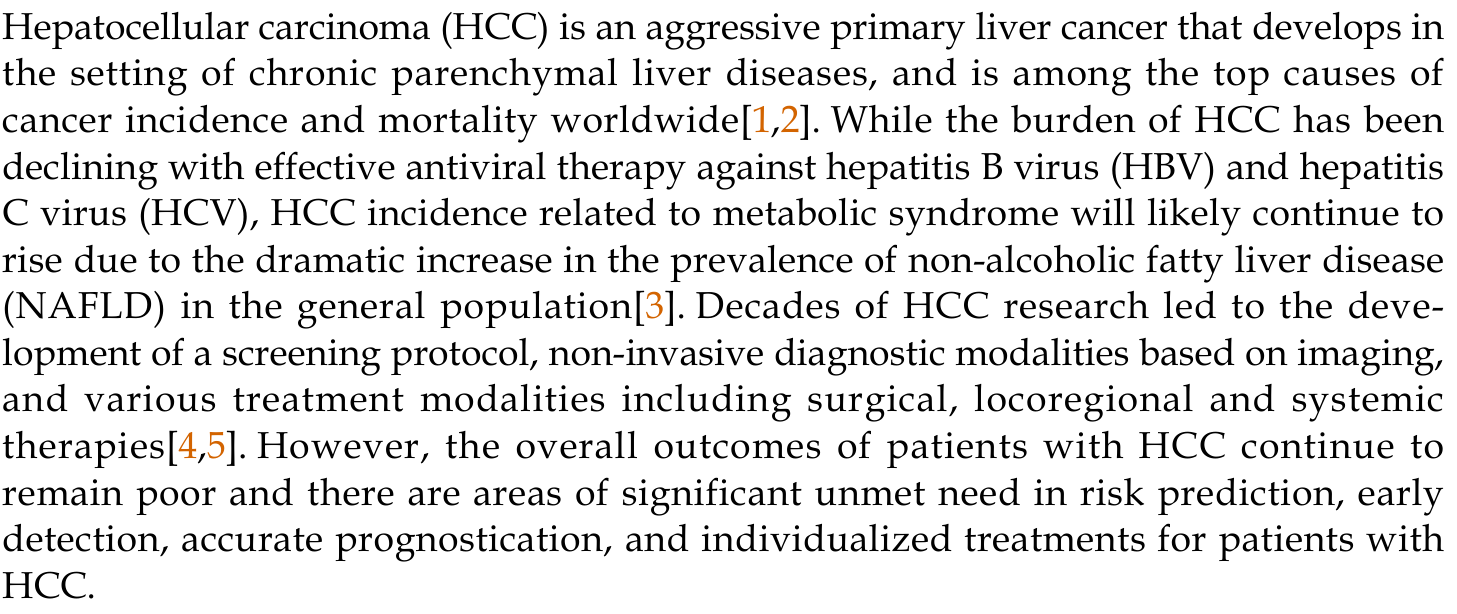 Hepatocellular carcinoma (HCC) is an aggressive primary liver cancer that develops in
the setting of chronic parenchymal liver diseases, and is among the top causes of
cancer incidence and mortality worldwide[1,2]. While the burden of HCC has been
declining with effective antiviral therapy against hepatitis B virus (HBV) and hepatitis
C virus (HCV), HCC incidence related to metabolic syndrome will likely continue to
rise due to the dramatic increase in the prevalence of non-alcoholic fatty liver disease
(NAFLD) in the general population[3]. Decades of HCC research led to the deve-
lopment of a screening protocol, non-invasive diagnostic modalities based on imaging,
and various treatment modalities including surgical, locoregional and systemic
therapies[4,5]. However, the overall outcomes of patients with HCC continue to
remain poor and there are areas of significant unmet need in risk prediction, early
detection, accurate prognostication, and individualized treatments for patients with
HCC.